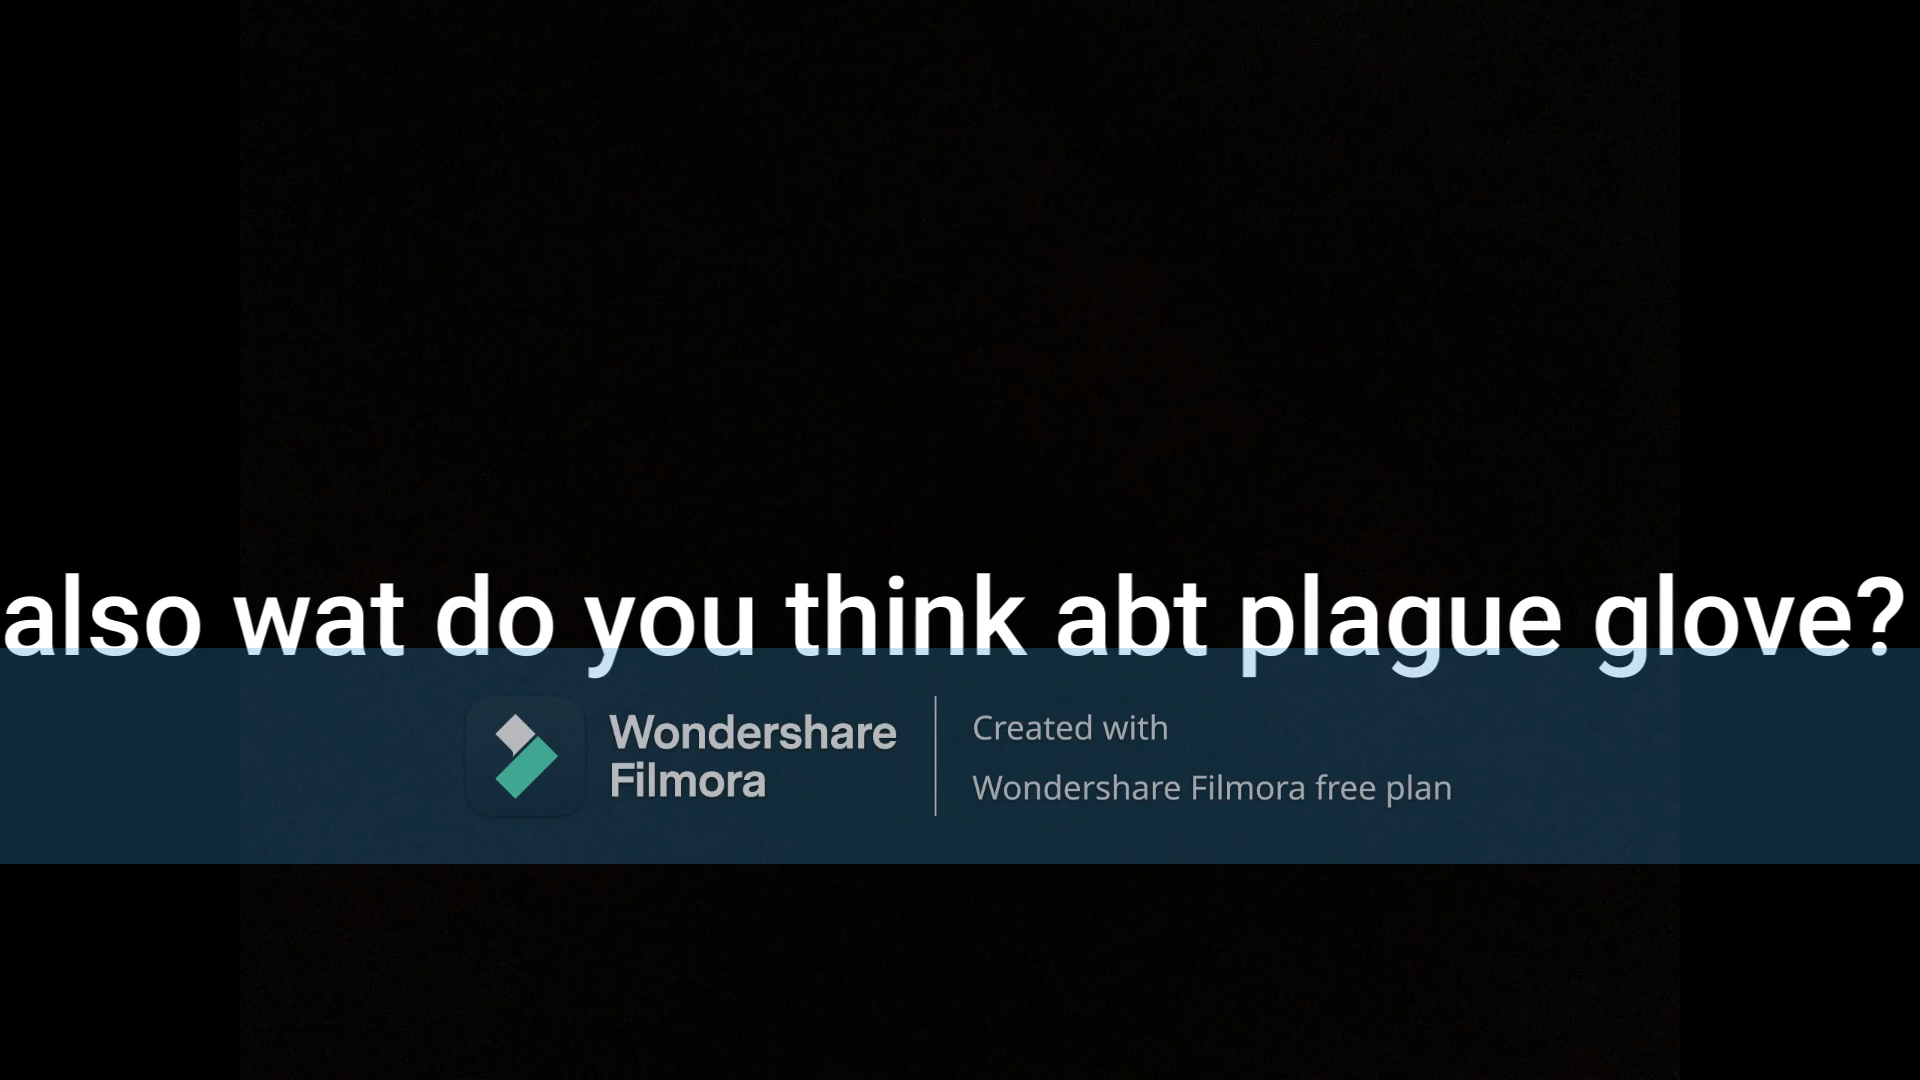 also wat do you think abt plague glove?
Wondershare
Filmora
Created with
Wondershare Filmora free plan